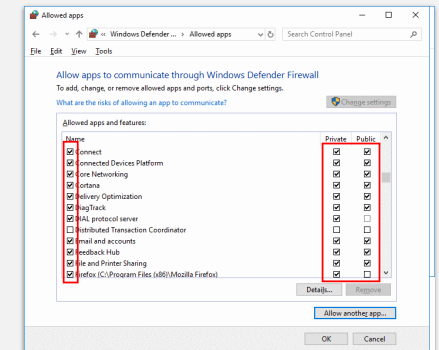 Allowed apps
« Windows Defender ... › Allowed apps
Search Control Panel
File Edit View Tools
Allow apps to communicate through Windows Defender Firewall
To add, change, or remove allowed apps and ports, click Change settings.
What are the risks of allowing an app to communicate?
Change settings
Allowed apps and features:
Name Private Public
Connect
Connected Devices Platform
Core Networking
Cortana
Delivery Optimization
DiagTrack
DIAL protocol server
Distributed Transaction Coordinator
Email and accounts
Feedback Hub
File and Printer Sharing
Firefox (C:\Program Files (x86)\Mozilla Firefox)
Details... Remove
Allow another app...
OK Cancel